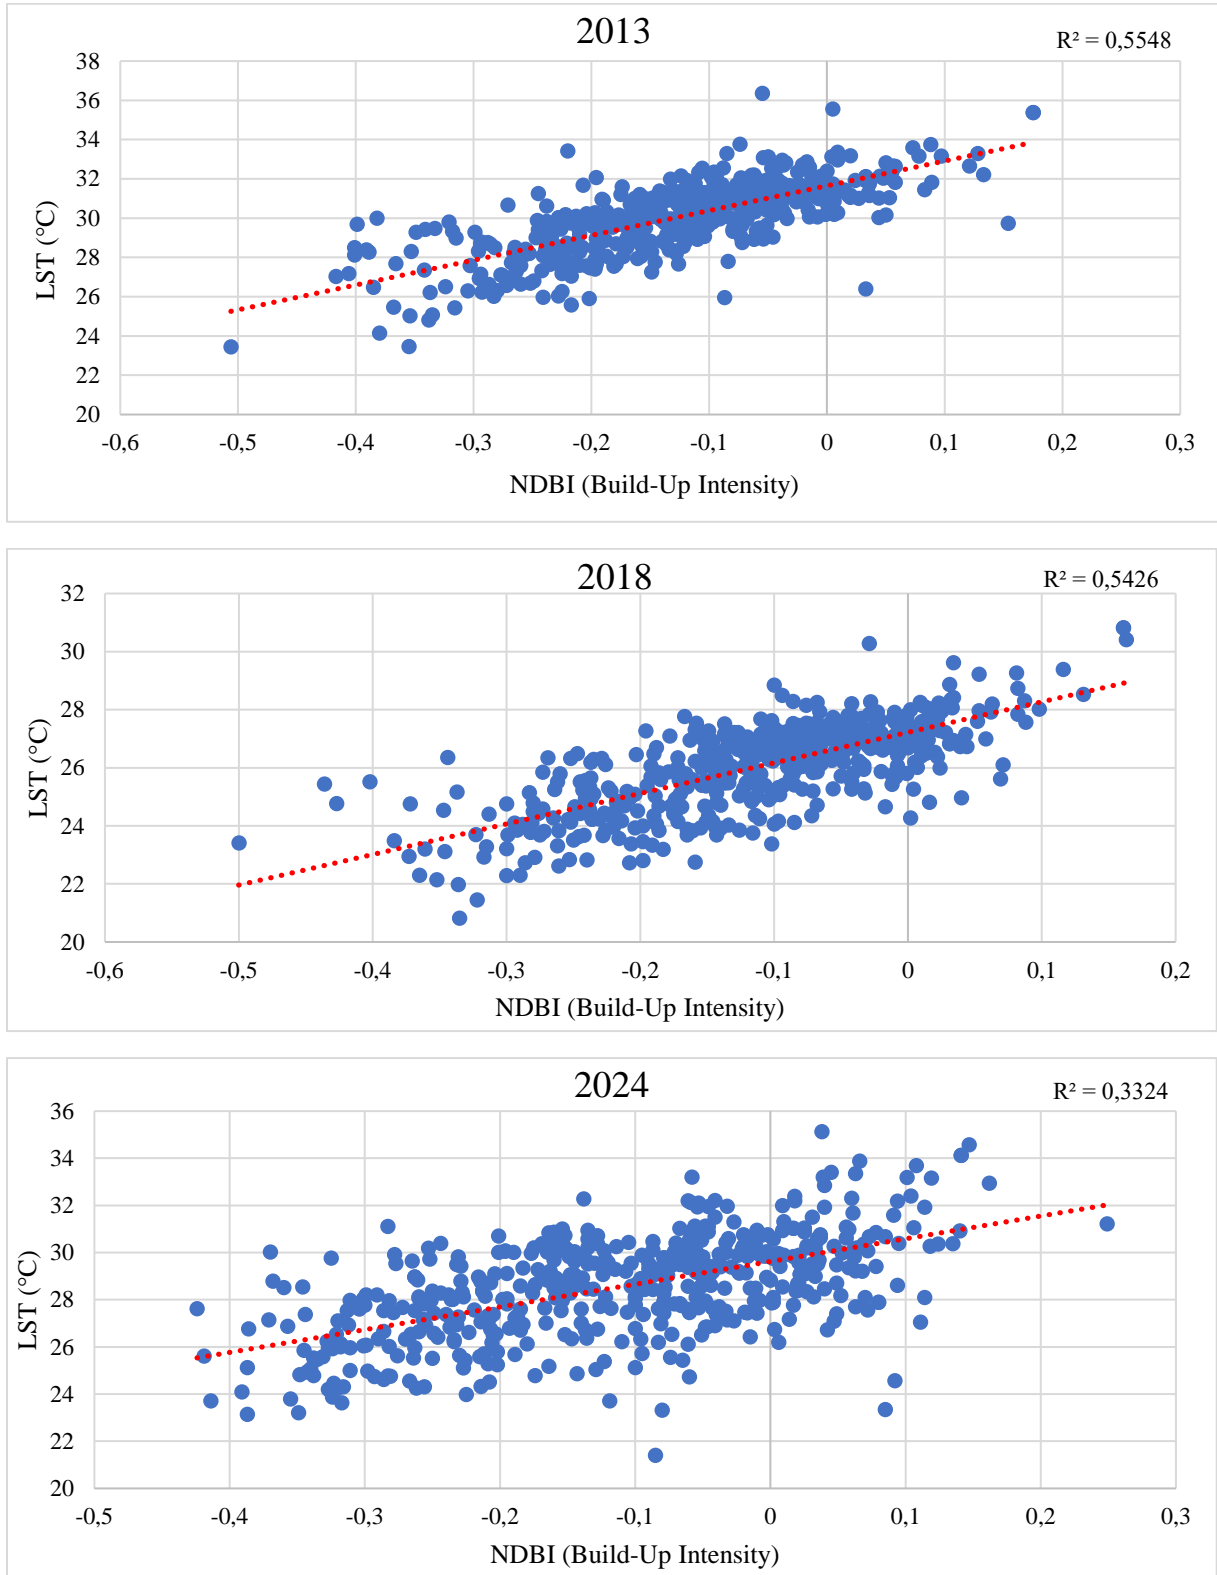 2013
R² = 0,5548
38
36
34
32
30
28
26
24
22
20
LST (°C)
-0,6 -0,5 -0,4 -0,3 -0,2 -0,1 0 0,1 0,2 0,3
NDBI (Build-Up Intensity)
2018
R² = 0,5426
32
30
28
26
24
22
20
LST (°C)
-0,6 -0,5 -0,4 -0,3 -0,2 -0,1 0 0,1 0,2
NDBI (Build-Up Intensity)
2024
R² = 0,3324
36
34
32
30
28
26
24
22
20
LST (°C)
-0,5 -0,4 -0,3 -0,2 -0,1 0 0,1 0,2 0,3
NDBI (Build-Up Intensity)